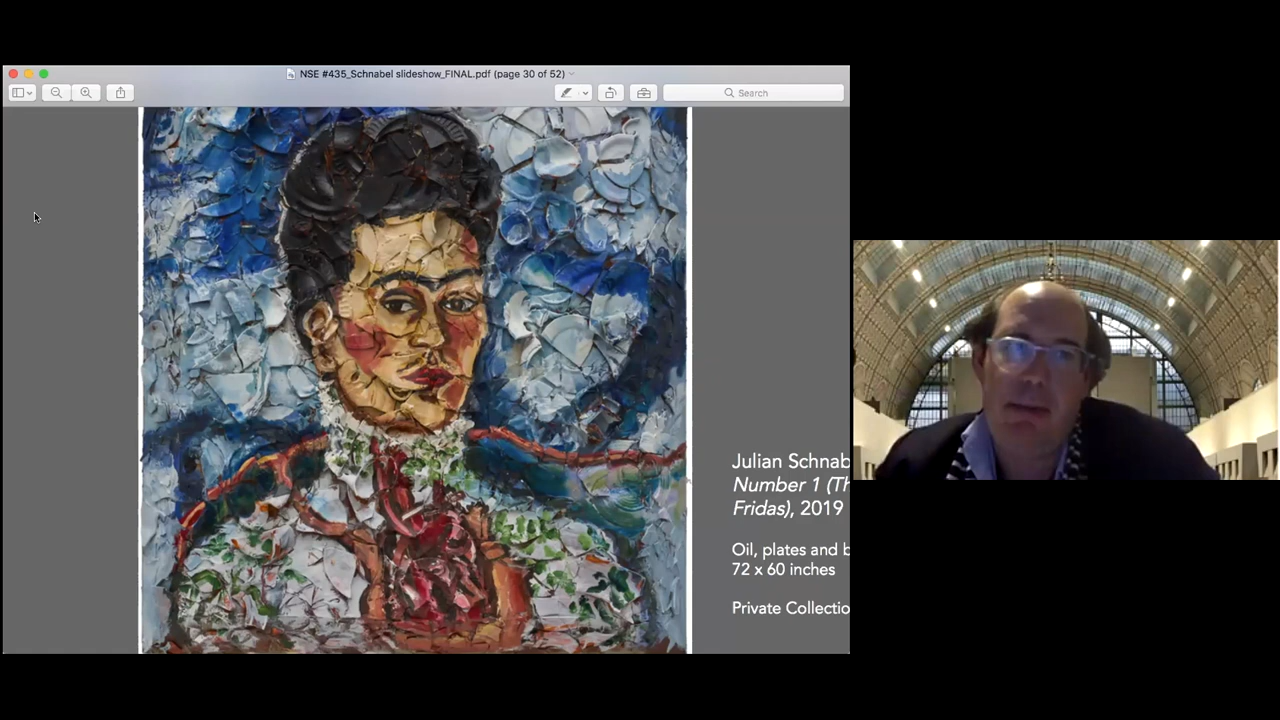 NSE #435_Schnabel slideshow_FINAL.pdf (page 30 of 52)
Search
Julian Schnab
Number 1 (Th
Fridas), 2019
Oil, plates and b
72 x 60 inches
Private Collectio